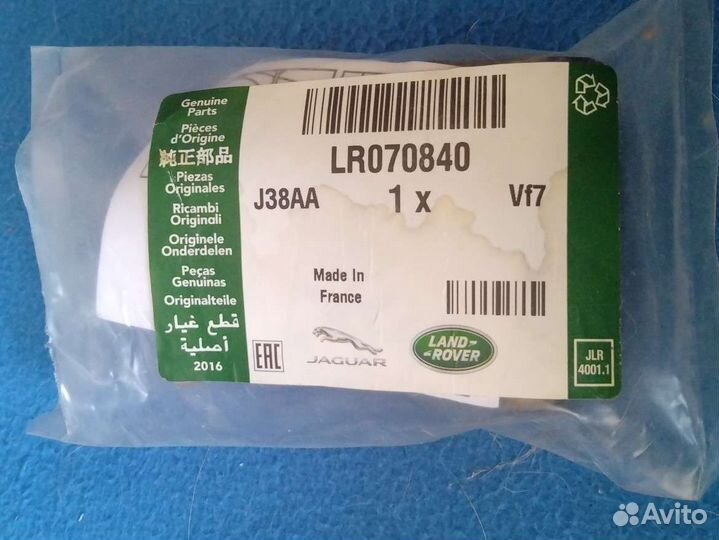 Genuine
Parts
Pièces
d'Origine
純正部品
Piezas
Originales
Ricambi
Originali
Originele
Onderdelen
Peças
Genuinas
Originalteile
قطع غيار
أصلية
2016
LR070840
J38AA 1 x Vf7
Made In
France
EAC
JAGUAR
LAND-
-ROVER
JLR
4001.1
Avito